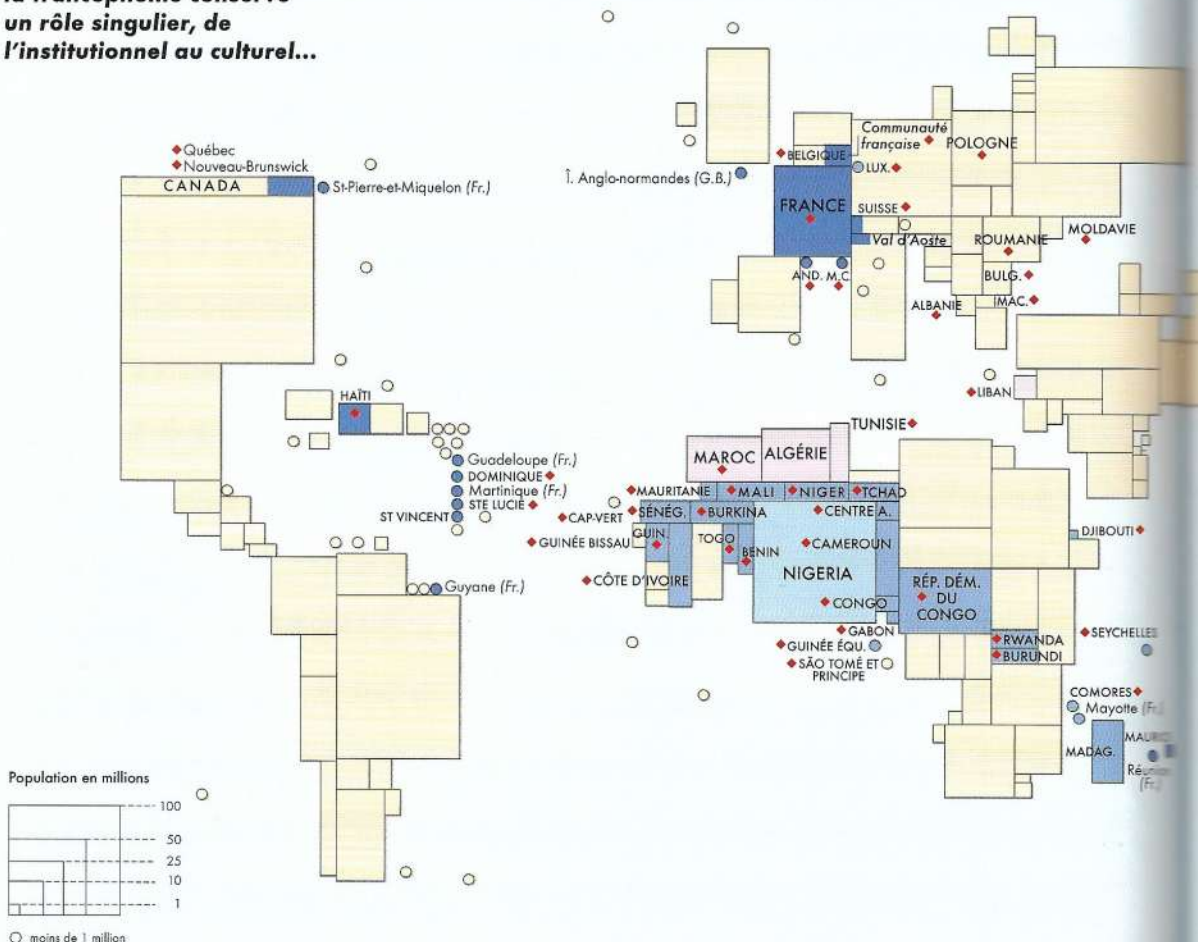 un rôle singulier, de
l'institutionnel au culturel...
Québec
Nouveau-Brunswick
CANADA
St-Pierre-et-Miquelon (Fr.)
Î. Anglo-normandes (G.B.)
BELGIQUE
Communauté
française
POLOGNE
LUX.
FRANCE
SUISSE
Val d'Aoste
ROUMANIE
MOLDAVIE
AND. M.C.
BULG.
ALBANIE
MAC.
HAÏTI
LIBAN
TUNISIE
Guadeloupe (Fr.)
DOMINIQUE
Martinique (Fr.)
STE LUCIE
ST VINCENT
MAROC
ALGÉRIE
MAURITANIE
MALI
NIGER
TCHAD
CAP-VERT
SÉNÉG.
BURKINA
CENTRE A.
GUINÉE BISSAU
GUIN.
TOGO
BENIN
CAMEROUN
DJIBOUTI
NIGERIA
CÔTE D'IVOIRE
Guyane (Fr.)
CONGO
RÉP. DÉM.
DU
CONGO
GABON
GUINÉE ÉQU.
SÃO TOMÉ ET
PRINCIPE
RWANDA
BURUNDI
SEYCHELLES
COMORES
Mayotte (Fr.)
MADAG.
Population en millions
100
50
25
10
1
moins de 1 million